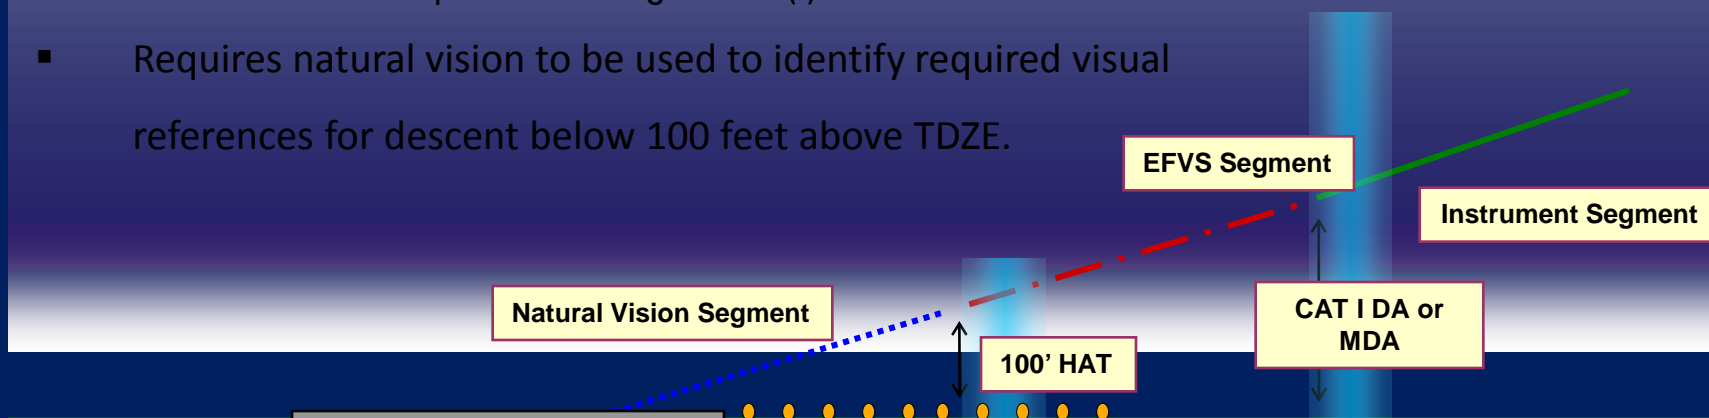 ▪ Requires natural vision to be used to identify required visual
references for descent below 100 feet above TDZE.
EFVS Segment
Instrument Segment
Natural Vision Segment
CAT I DA or
MDA
100’ HAT